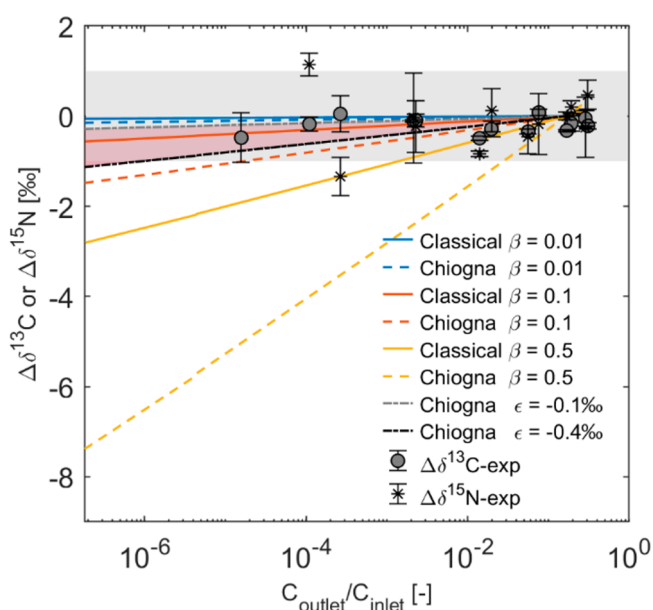 2
0
-2
-4
-6
-8
Δδ¹³C or Δδ¹⁵N [‰]
Classical β = 0.01
Chiogna β = 0.01
Classical β = 0.1
Chiogna β = 0.1
Classical β = 0.5
Chiogna β = 0.5
Chiogna ϵ = -0.1‰
Chiogna ϵ = -0.4‰
Δδ¹³C-exp
Δδ¹⁵N-exp
10⁻⁶ 10⁻⁴ 10⁻² 10⁰
C_outlet/C_inlet [-]